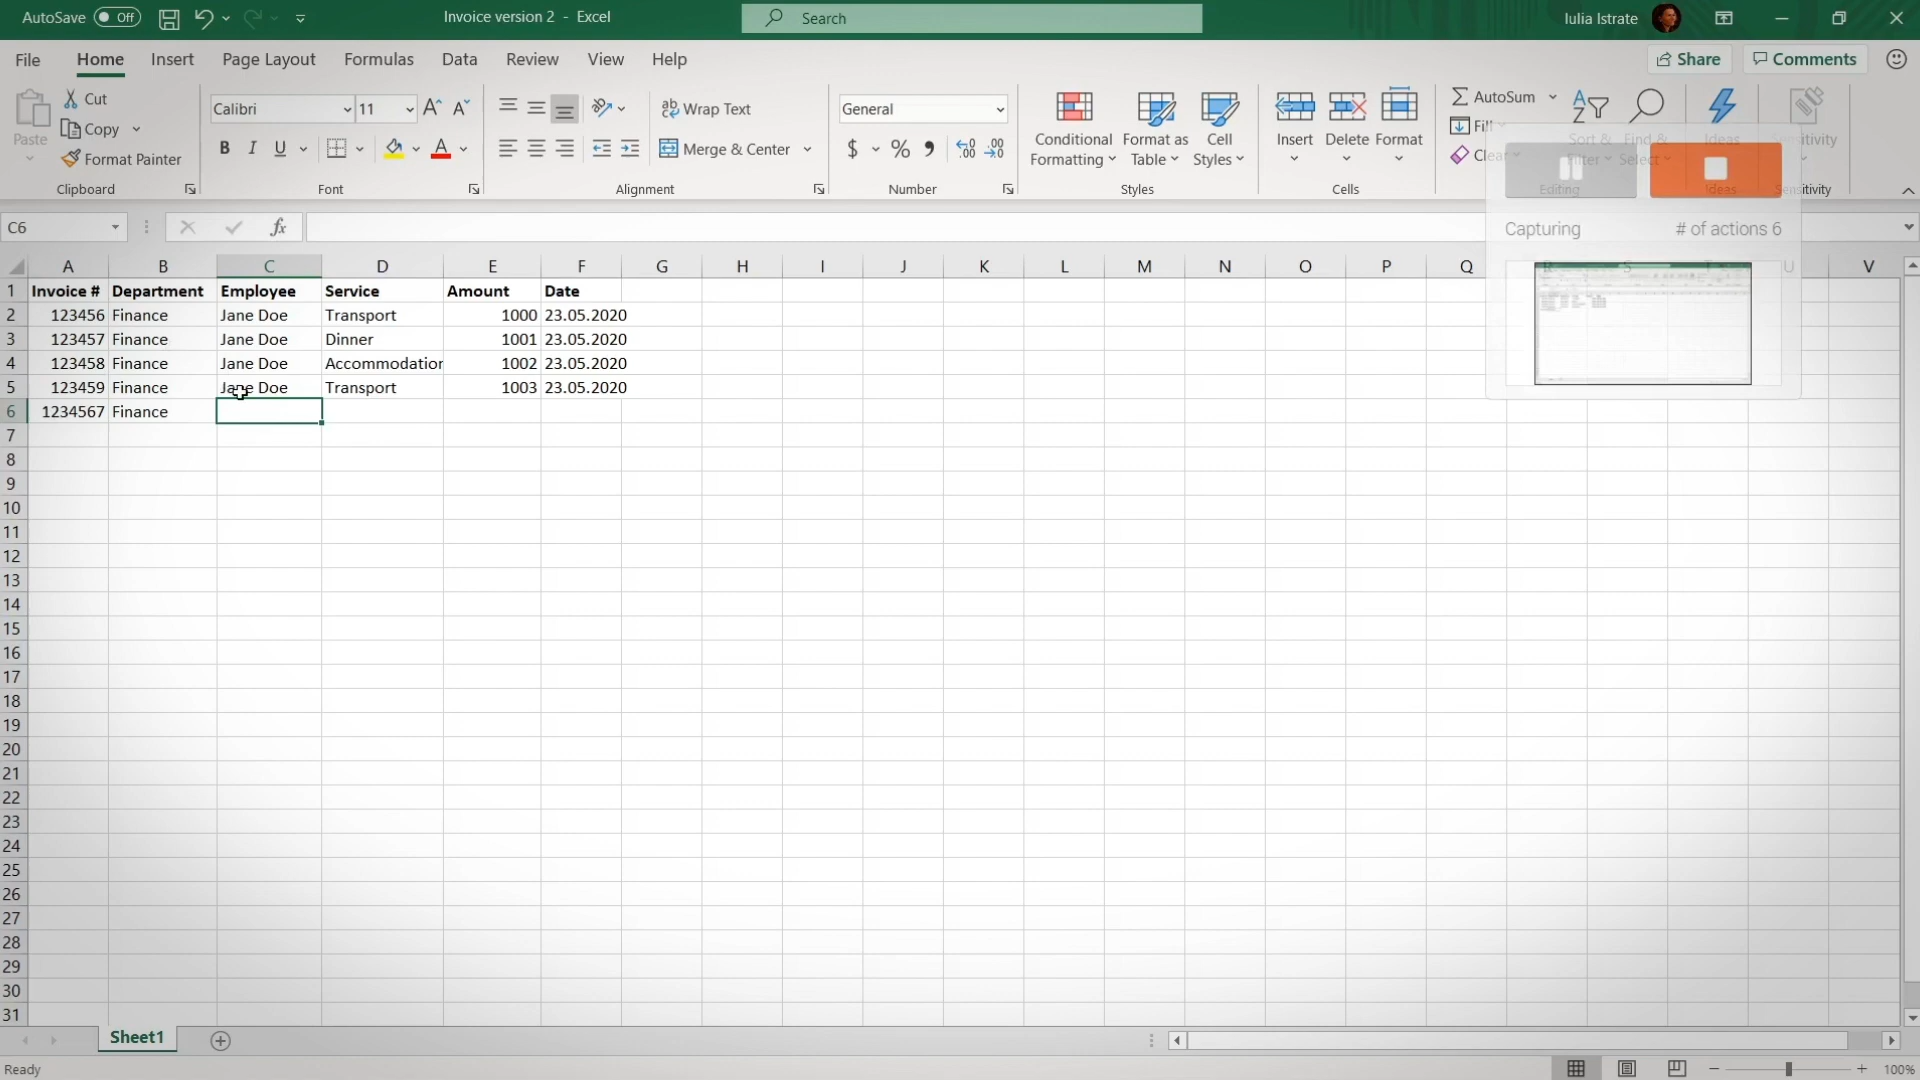 AutoSave Off
Invoice version 2 - Excel
Search
Iulia Istrate
File Home Insert Page Layout Formulas Data Review View Help
Share Comments
Paste
Cut
Copy
Format Painter
Clipboard
Calibri 11
B I U A
Font
Wrap Text
Merge & Center
Alignment
General
$ % 9
Number
Conditional Formatting
Format as Table
Cell Styles
Styles
Insert Delete Format
Cells
AutoSum
Fill
Clear
Sort & Filter
Find & Select
Editing
Ideas
Ideas
Sensitivity
Sensitivity
Capturing # of actions 6
C6 fx
A B C D E F G H I J K L M N O P Q R S T U V
1 Invoice # Department Employee Service Amount Date
2 123456 Finance Jane Doe Transport 1000 23.05.2020
3 123457 Finance Jane Doe Dinner 1001 23.05.2020
4 123458 Finance Jane Doe Accommodation 1002 23.05.2020
5 123459 Finance Jane Doe Transport 1003 23.05.2020
6 1234567 Finance
7
8
9
10
11
12
13
14
15
16
17
18
19
20
21
22
23
24
25
26
27
28
29
30
31
Sheet1
Ready
100%